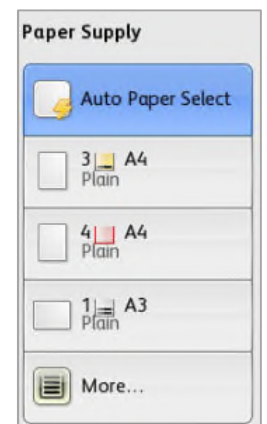 Paper Supply
Auto Paper Select
3 A4
Plain
4 A4
Plain
1 A3
Plain
More...